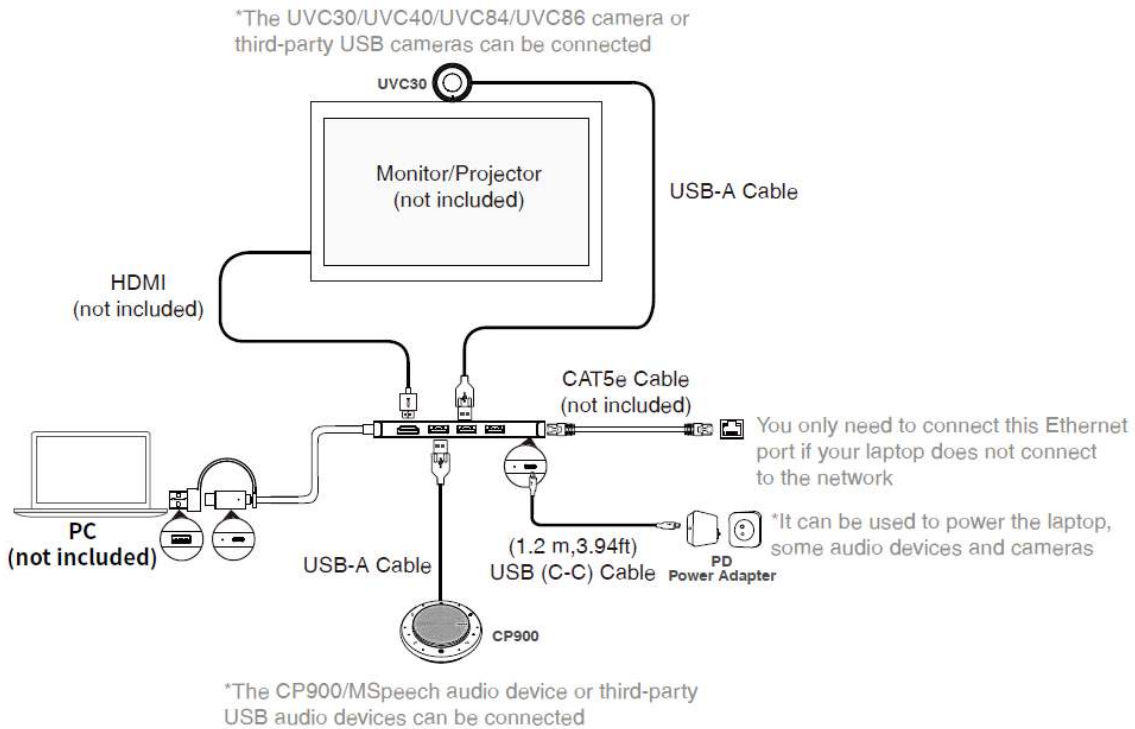 *The UVC30/UVC40/UVC84/UVC86 camera or
third-party USB cameras can be connected
UVC30
Monitor/Projector
(not included)
USB-A Cable
HDMI
(not included)
CAT5e Cable
(not included)
You only need to connect this Ethernet
port if your laptop does not connect
to the network
PC
(not included)
USB-A Cable
(1.2 m,3.94ft)
USB (C-C) Cable
PD
Power Adapter
*It can be used to power the laptop,
some audio devices and cameras
CP900
*The CP900/MSpeech audio device or third-party
USB audio devices can be connected